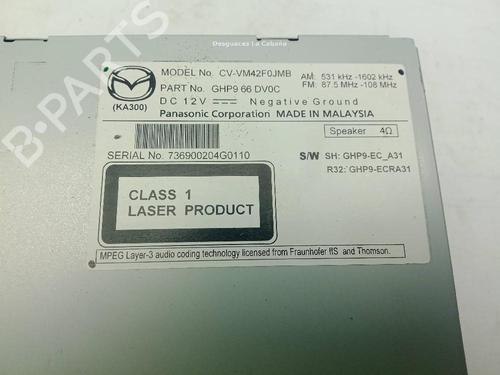 Desguaces La Cabaña
MODEL No. CV-VM42F0JMB
AM: 531 kHz -1602 kHz
PART No. GHP9 66 DV0C
FM: 87.5 MHz -108 MHz
(KA300)
DC 12V Negative Ground
Panasonic Corporation MADE IN MALAYSIA
Speaker 4Ω
SERIAL No. 736900204G0110
S/W SH: GHP9-EC_A31
R32: GHP9-ECRA31
CLASS 1
LASER PRODUCT
MPEG Layer-3 audio coding technology licensed from Fraunhofer IIS and Thomson.
B-PARTS